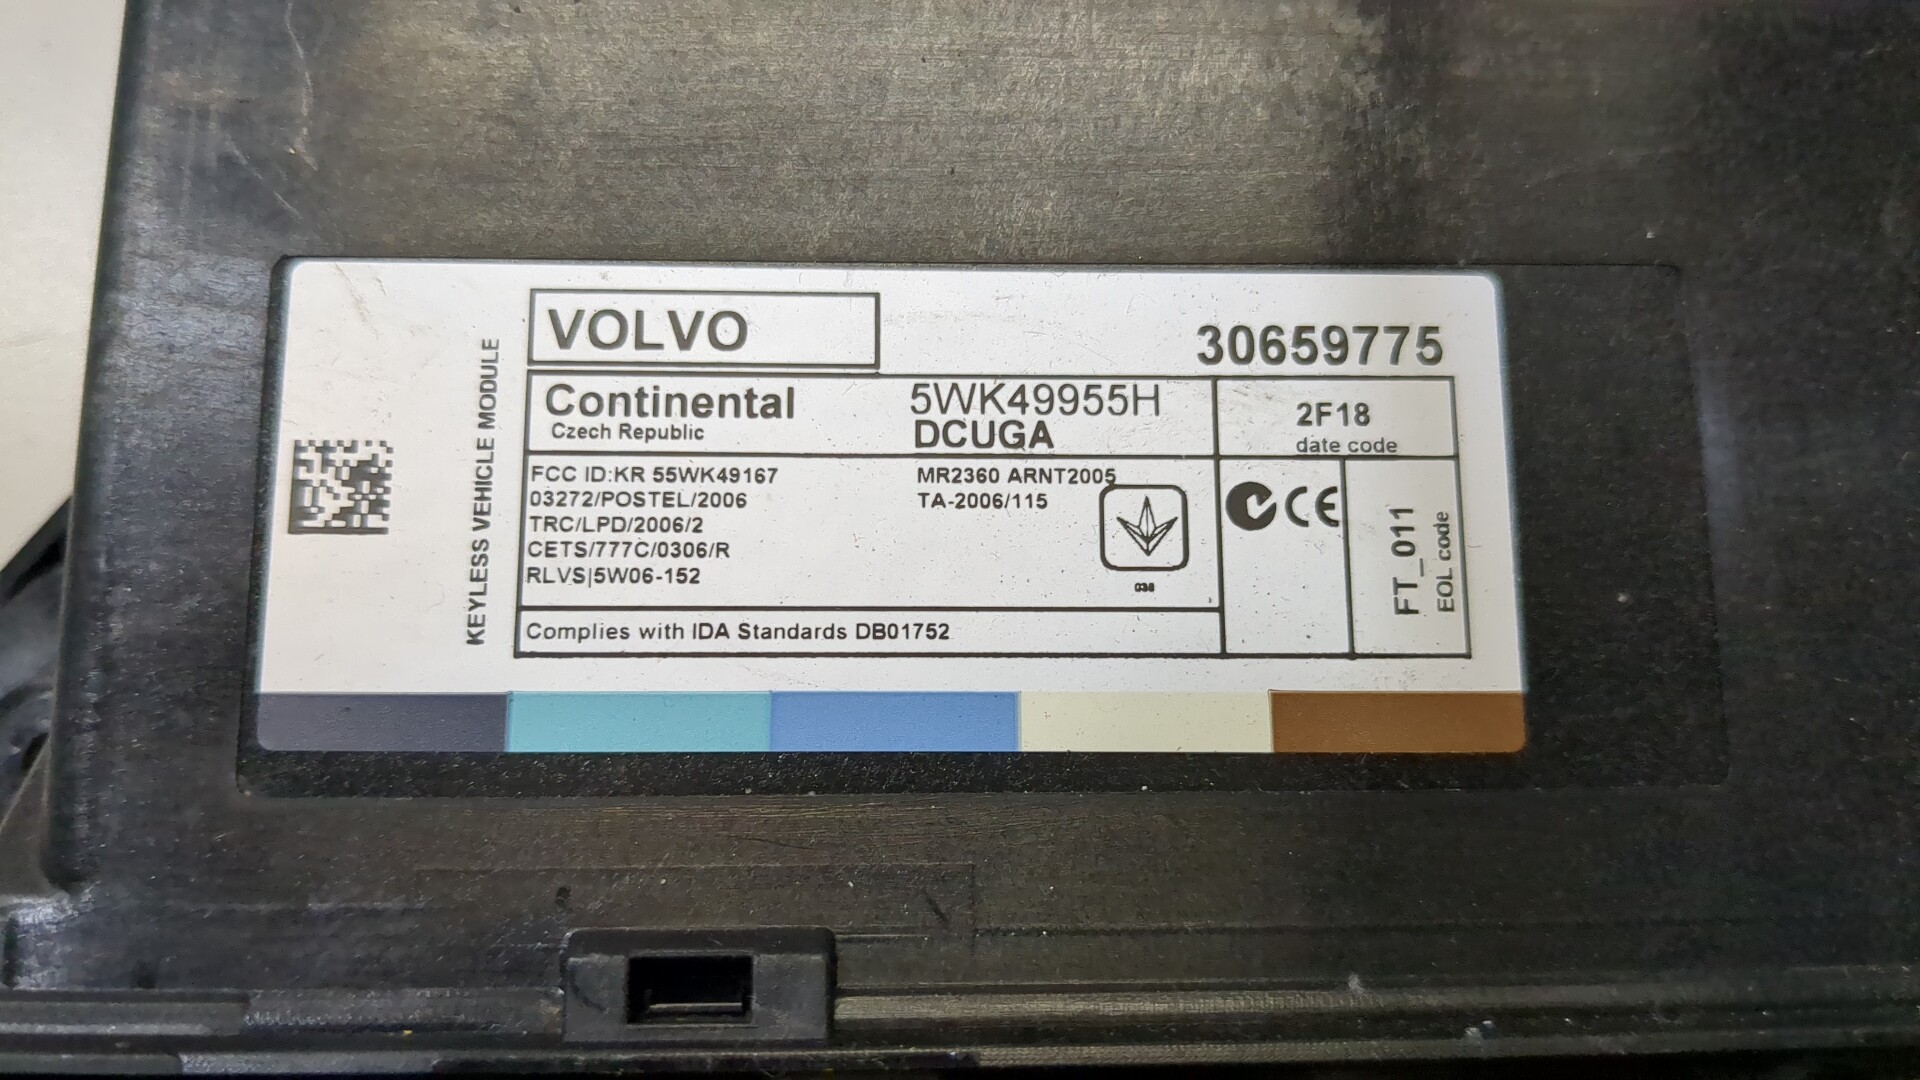 KEYLESS VEHICLE MODULE
VOLVO
30659775
Continental
Czech Republic
5WK49955H
DCUGA
2F18
date code
FCC ID:KR 55WK49167
03272/POSTEL/2006
TRC/LPD/2006/2
CETS/777C/0306/R
RLVS|5W06-152
MR2360 ARNT2005
TA-2006/115
CE
FT_011
EOL code
Complies with IDA Standards DB01752